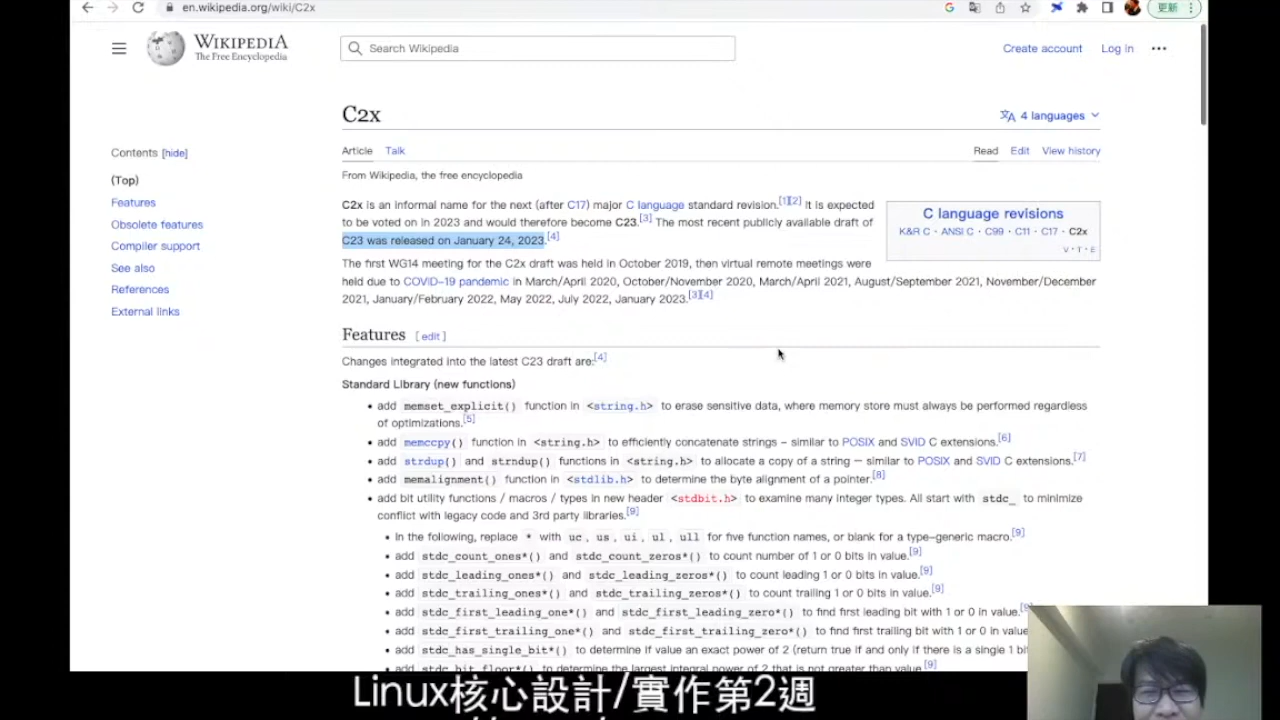 en.wikipedia.org/wiki/C2x
更新
WIKIPEDIA
The Free Encyclopedia
Search Wikipedia
Create account
Log in
C2x
4 languages
Contents [hide]
Article
Talk
Read
Edit
View history
(Top)
From Wikipedia, the free encyclopedia
Features
Obsolete features
Compiler support
See also
References
External links
C2x is an informal name for the next (after C17) major C language standard revision.[1][2] It is expected
to be voted on in 2023 and would therefore become C23.[3] The most recent publicly available draft of
C23 was released on January 24, 2023.[4]
C language revisions
K&R C · ANSI C · C99 · C11 · C17 · C2x
V · T · E
The first WG14 meeting for the C2x draft was held in October 2019, then virtual remote meetings were
held due to COVID-19 pandemic in March/April 2020, October/November 2020, March/April 2021, August/September 2021, November/December
2021, January/February 2022, May 2022, July 2022, January 2023.[3][4]
Features [ edit ]
Changes integrated into the latest C23 draft are:[4]
Standard Library (new functions)
• add memset_explicit() function in <string.h> to erase sensitive data, where memory store must always be performed regardless
of optimizations.[5]
• add memccpy() function in <string.h> to efficiently concatenate strings – similar to POSIX and SVID C extensions.[6]
• add strdup() and strndup() functions in <string.h> to allocate a copy of a string – similar to POSIX and SVID C extensions.[7]
• add memalignment() function in <stdlib.h> to determine the byte alignment of a pointer.[8]
• add bit utility functions / macros / types in new header <stdbit.h> to examine many integer types. All start with stdc_ to minimize
conflict with legacy code and 3rd party libraries.[9]
• In the following, replace * with uc, us, ui, ul, ull for five function names, or blank for a type-generic macro.[9]
• add stdc_count_ones*() and stdc_count_zeros*() to count number of 1 or 0 bits in value.[9]
• add stdc_leading_ones*() and stdc_leading_zeros*() to count leading 1 or 0 bits in value.[9]
• add stdc_trailing_ones*() and stdc_trailing_zeros*() to count trailing 1 or 0 bits in value.[9]
• add stdc_first_leading_one*() and stdc_first_leading_zero*() to find first leading bit with 1 or 0 in value.[9]
• add stdc_first_trailing_one*() and stdc_first_trailing_zero*() to find first trailing bit with 1 or 0 in value
• add stdc_has_single_bit*() to determine if value an exact power of 2 (return true if and only if there is a single 1 bit
• add stdc_bit_floor*() to determine the largest integral power of 2 that is not greater than value.[9]
Linux核心設計/實作第2週